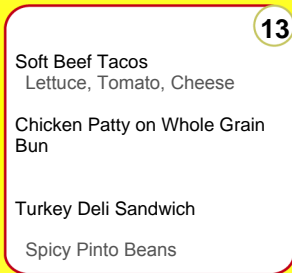 13
Soft Beef Tacos
Lettuce, Tomato, Cheese
Chicken Patty on Whole Grain
Bun
Turkey Deli Sandwich
Spicy Pinto Beans